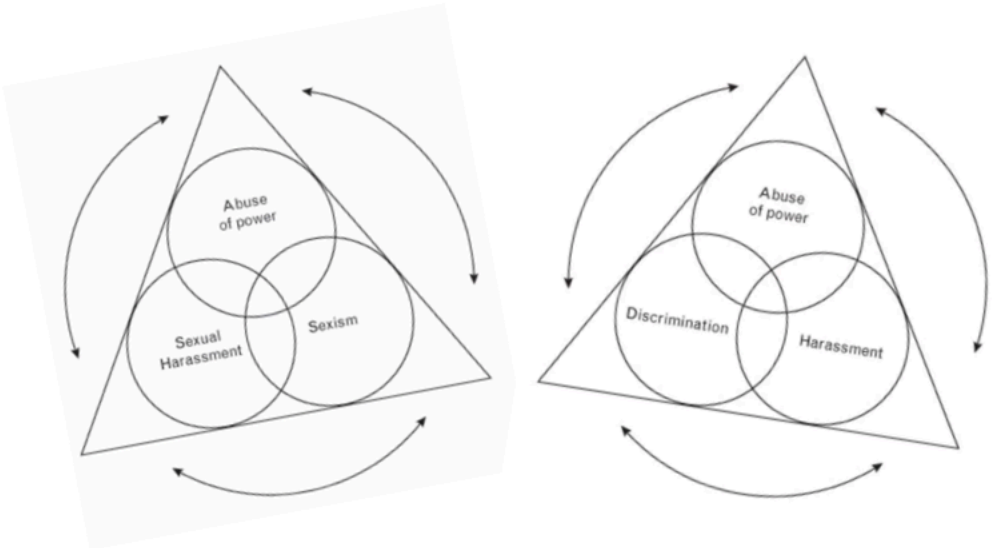 Abuse
of power
Sexual
Harassment
Sexism
Abuse
of power
Discrimination
Harassment